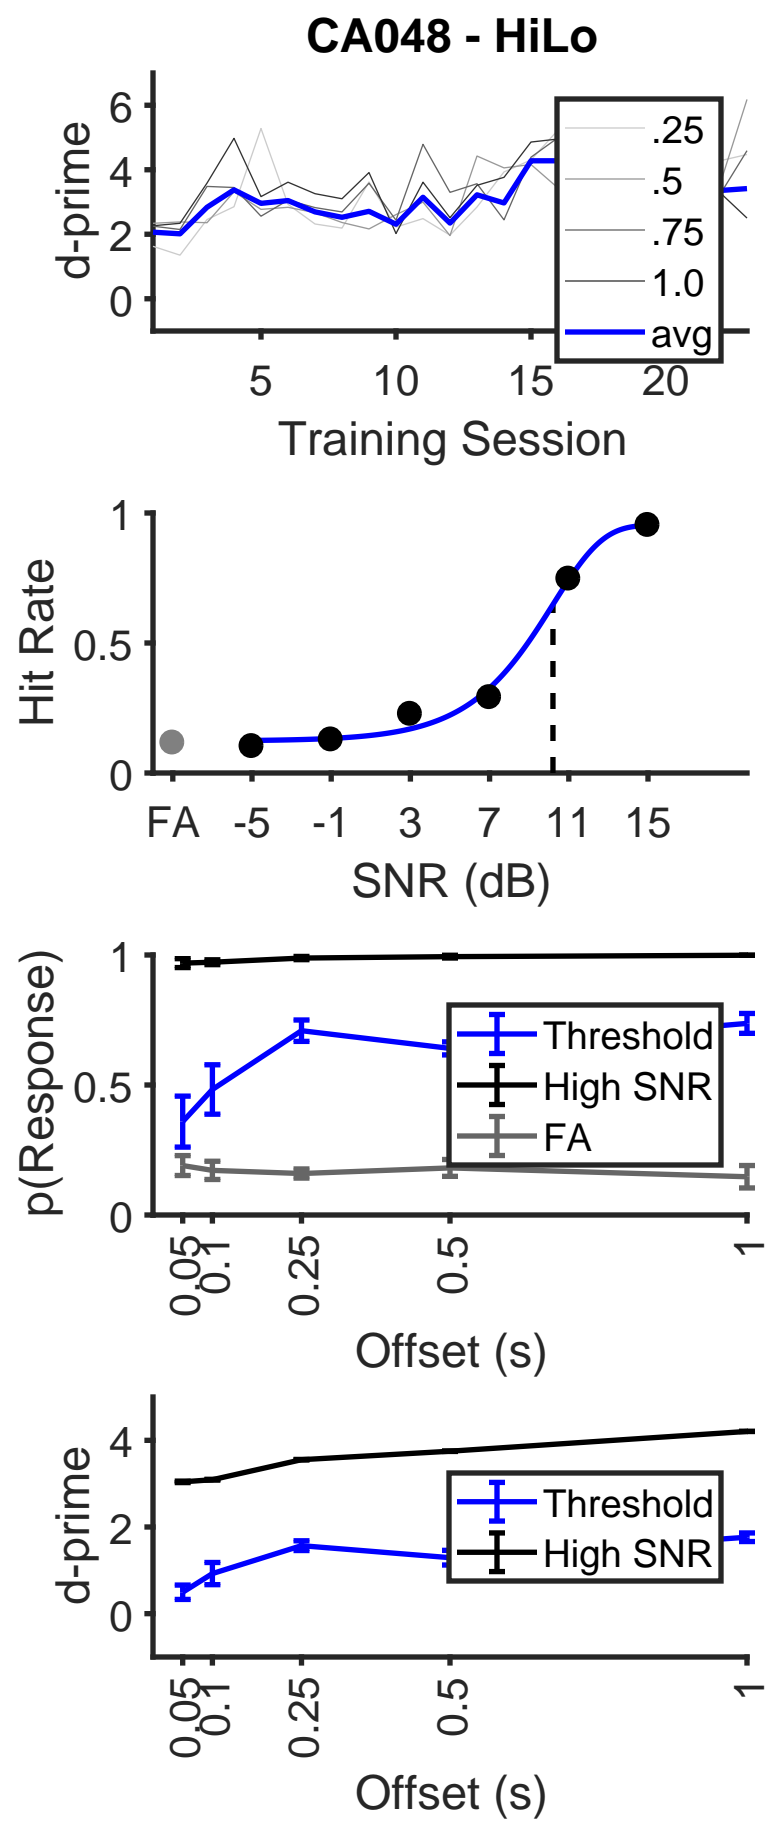 CA048 - HiLo
6
4
2
0
d-prime
.25
.5
.75
1.0
avg
5 10 15 20
Training Session
1
0.5
0
Hit Rate
FA -5 -1 3 7 11 15
SNR (dB)
1
0.5
0
p(Response)
Threshold
High SNR
FA
0.05 0.1 0.25 0.5 1
Offset (s)
4
2
0
d-prime
Threshold
High SNR
0.05 0.1 0.25 0.5 1
Offset (s)